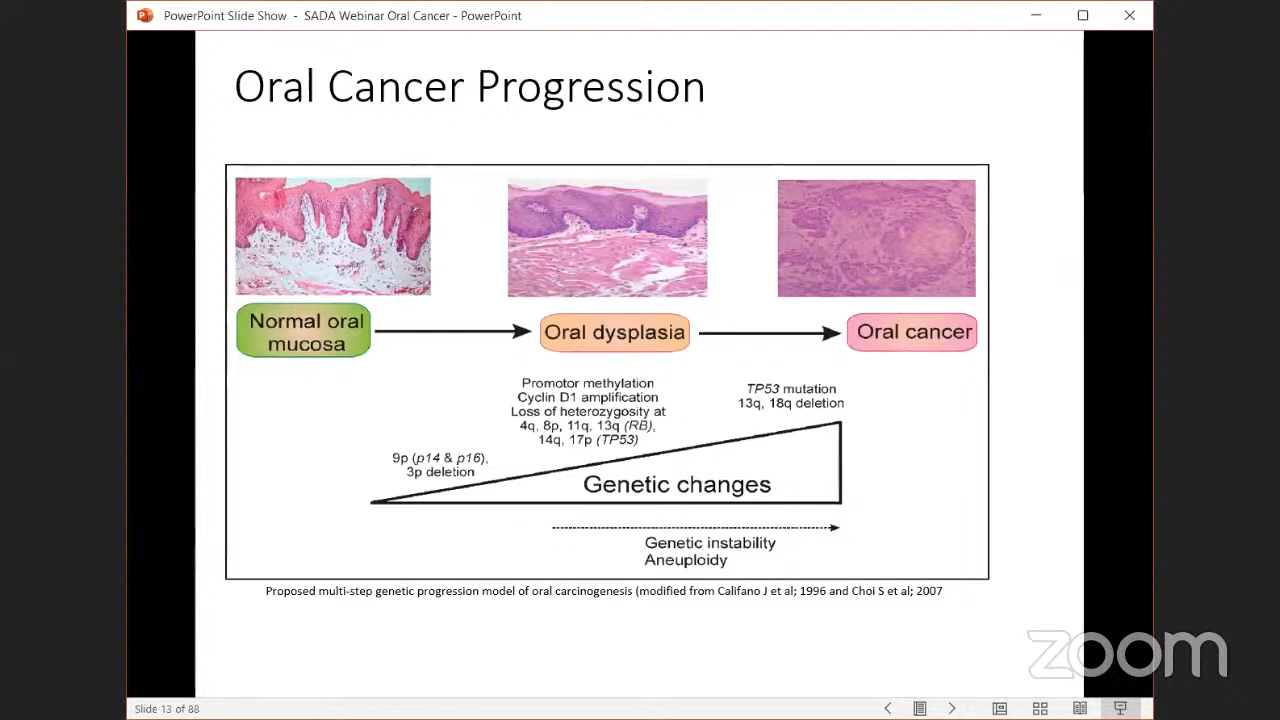 PowerPoint Slide Show - SADA Webinar Oral Cancer - PowerPoint
Oral Cancer Progression
Normal oral
mucosa
Oral dysplasia
Oral cancer
Promotor methylation
Cyclin D1 amplification
Loss of heterozygosity at
4q, 8p, 11q, 13q (RB),
14q, 17p (TP53)
TP53 mutation
13q, 18q deletion
9p (p14 & p16),
3p deletion
Genetic changes
Genetic instability
Aneuploidy
Proposed multi-step genetic progression model of oral carcinogenesis (modified from Califano J et al; 1996 and Choi S et al; 2007
zoom
Slide 13 of 88